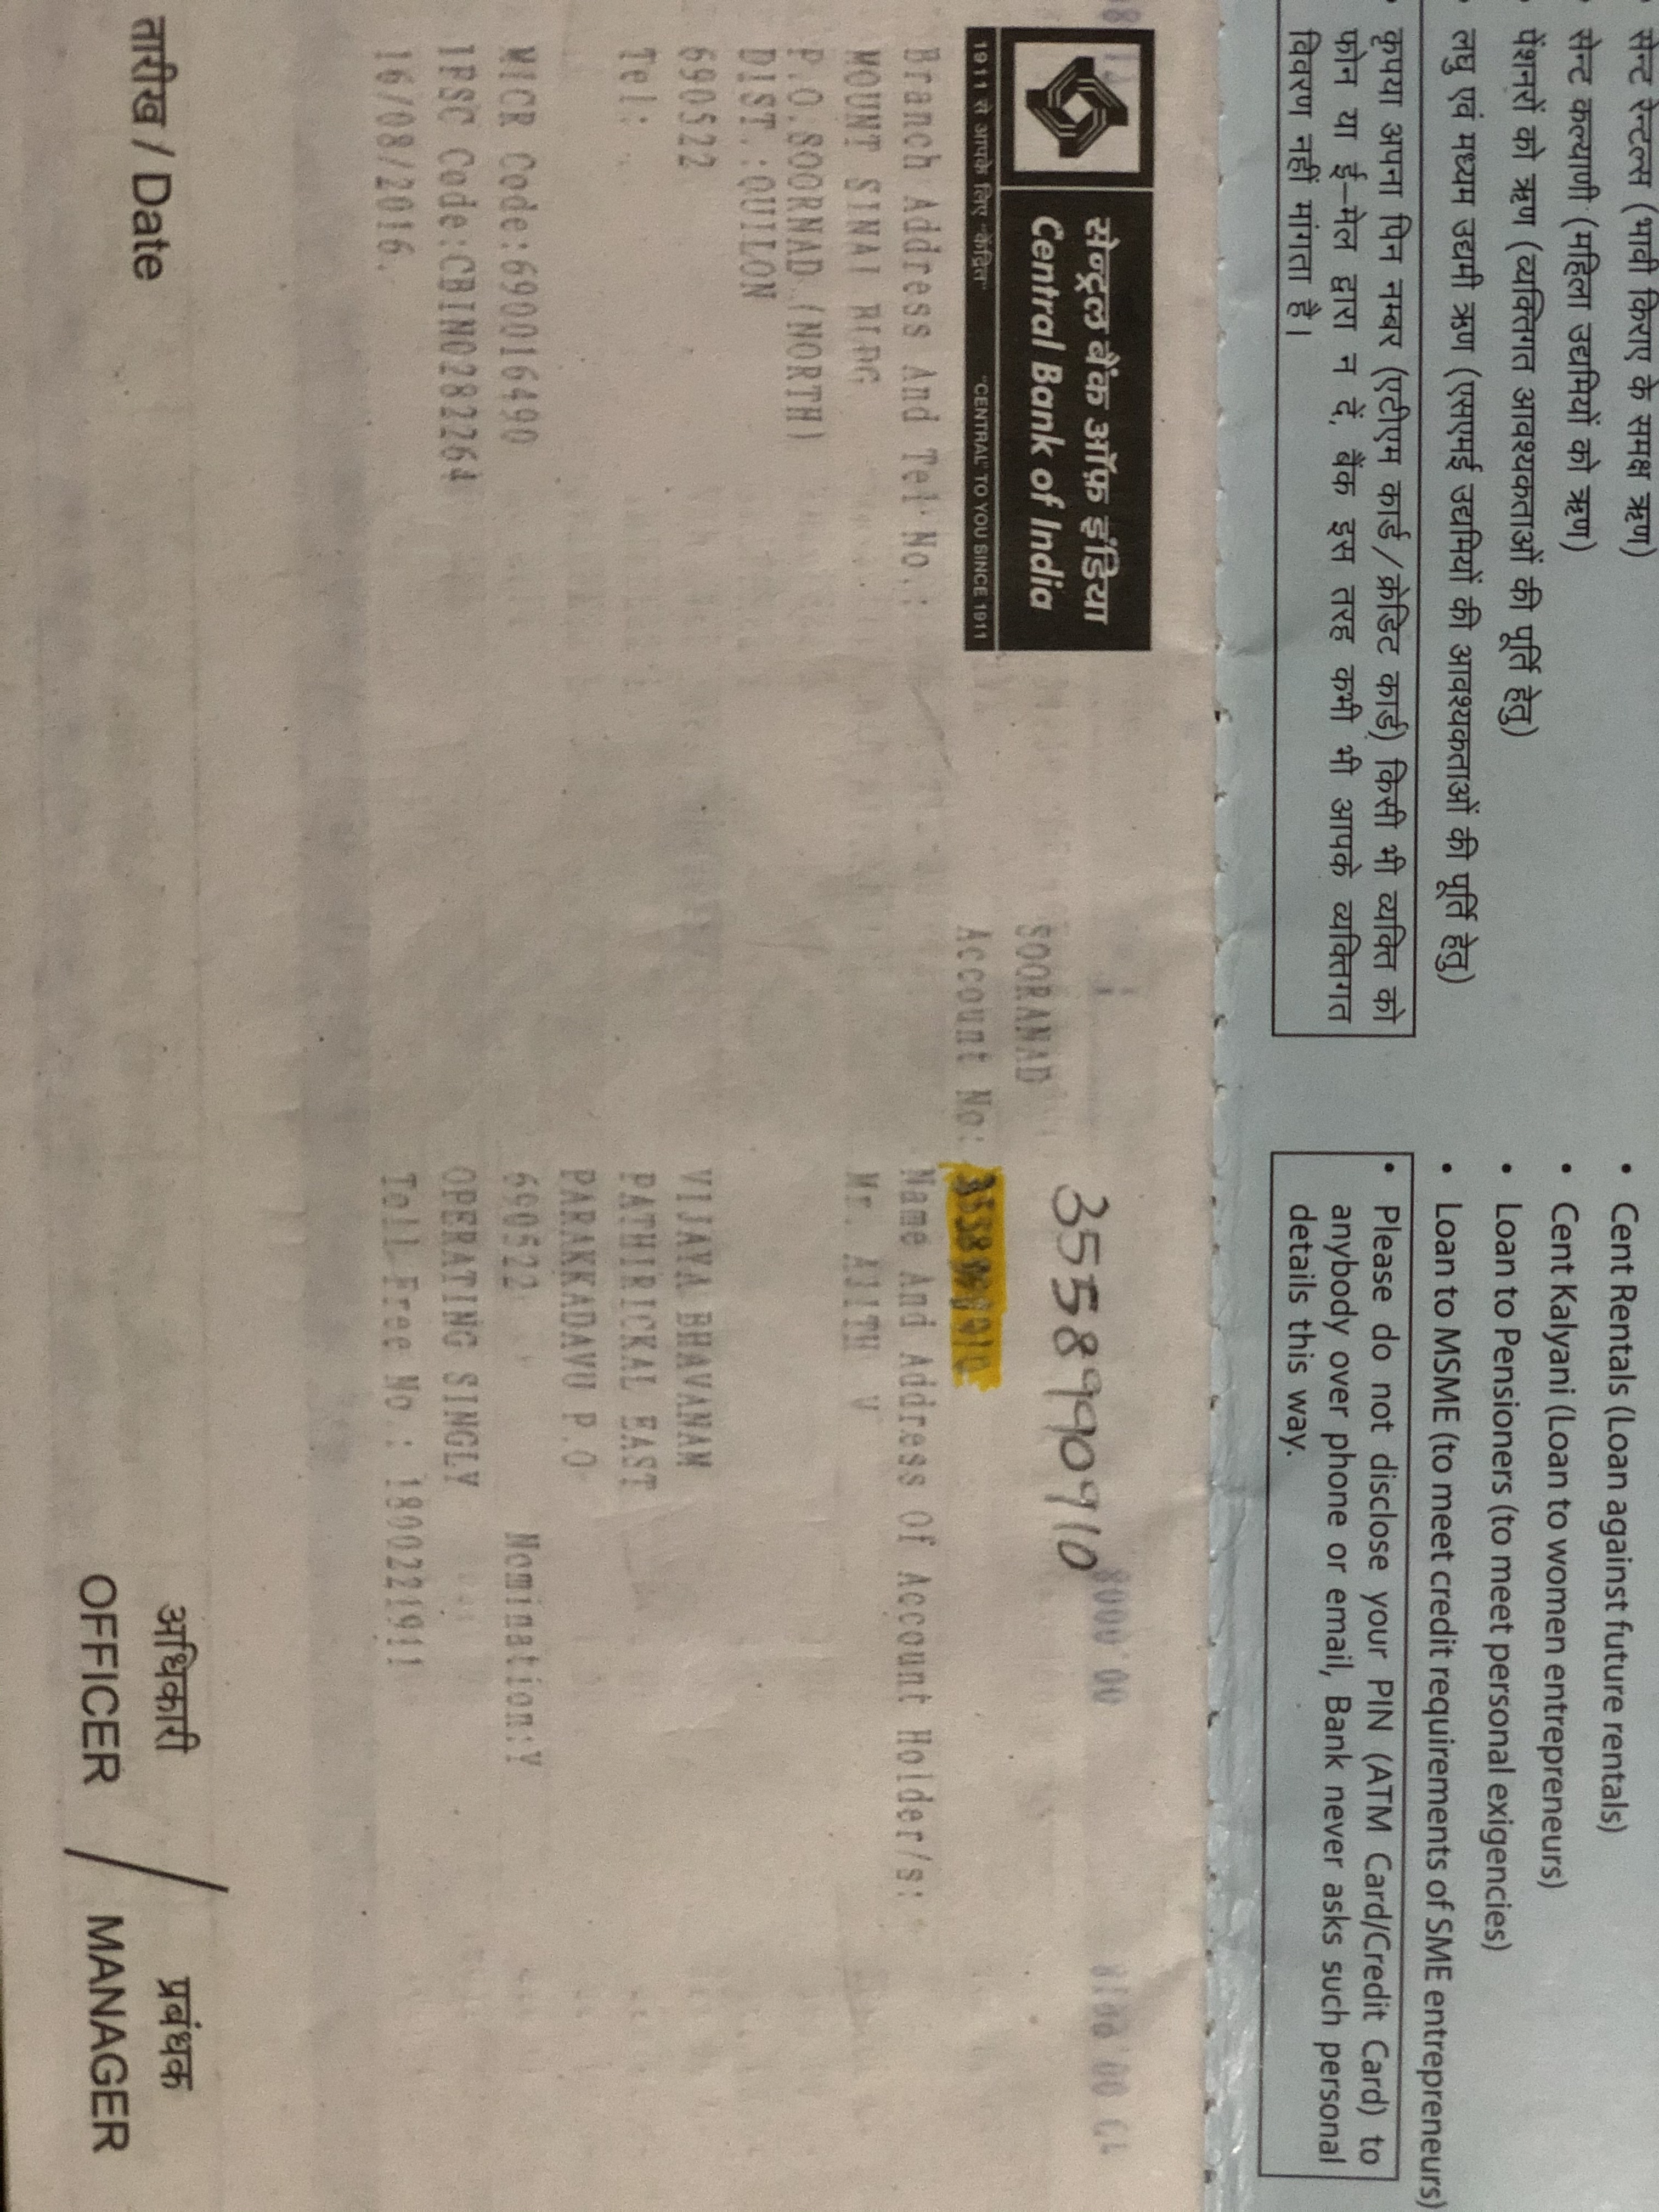 सेन्ट रेन्टल्स (भावी किराए के समक्ष ऋण)
सेन्ट कल्याणी (महिला उद्यमियों को ऋण)
पेंशनरों को ऋण (व्यक्तिगत आवश्यकताओं की पूर्ति हेतु)
लघु एवं मध्यम उद्यमी ऋण (एसएमई उद्यमियों की आवश्यकताओं की पूर्ति हेतु)
• कृपया अपना पिन नम्बर (एटीएम कार्ड/क्रेडिट कार्ड) किसी भी व्यक्ति को
फोन या ई-मेल द्वारा न दें, बैंक इस तरह कभी भी आपके व्यक्तिगत
विवरण नहीं मांगता है।
• Cent Rentals (Loan against future rentals)
• Cent Kalyani (Loan to women entrepreneurs)
• Loan to Pensioners (to meet personal exigencies)
• Loan to MSME (to meet credit requirements of SME entrepreneurs)
• Please do not disclose your PIN (ATM Card/Credit Card) to
anybody over phone or email, Bank never asks such personal
details this way.
सेन्ट्रल बैंक ऑफ़ इंडिया
Central Bank of India
1911 से आपके लिए "केंद्रित" "CENTRAL" TO YOU SINCE 1911
8000.00
3558990910
SOORANAD
Account No:
Branch Address And Tel No.: Name And Address of Account Holder/s:
MOUNT SINAI BLDG Mr. AJITH V
P.O.SOORNAD (NORTH)
DIST.:QUILON
690522 VIJAYA BHAVANAM
Tel: PATHIRICKAL EAST
PARAKKADAVU P.O
MICR Code:690016490 690522 Nomination:Y
IFSC Code:CBIN0282264 OPERATING SINGLY
16/08/2016. Toll Free No : 1800221911
तारीख / Date
अधिकारी / प्रबंधक
OFFICER / MANAGER